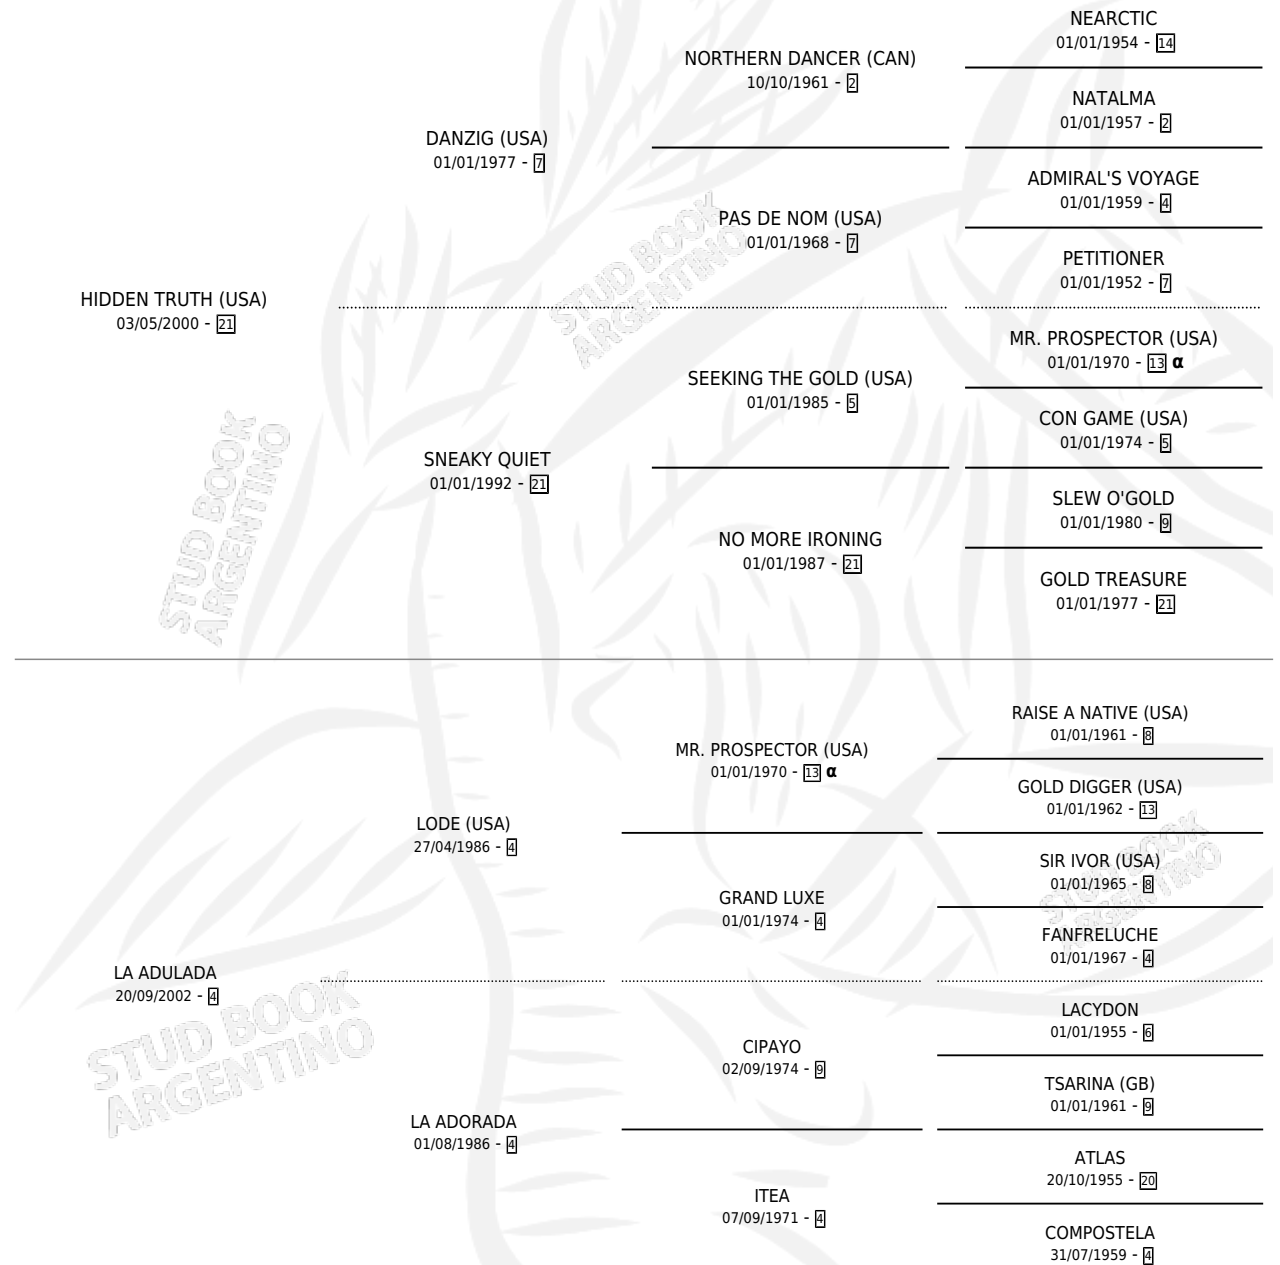 NEARCTIC
01/01/1954 - 14
NORTHERN DANCER (CAN)
10/10/1961 - 2
NATALMA
01/01/1957 - 2
DANZIG (USA)
01/01/1977 - 7
ADMIRAL'S VOYAGE
01/01/1959 - 4
PAS DE NOM (USA)
01/01/1968 - 7
PETITIONER
01/01/1952 - 7
HIDDEN TRUTH (USA)
03/05/2000 - 21
MR. PROSPECTOR (USA)
01/01/1970 - 13 α
SEEKING THE GOLD (USA)
01/01/1985 - 5
CON GAME (USA)
01/01/1974 - 5
SNEAKY QUIET
01/01/1992 - 21
SLEW O'GOLD
01/01/1980 - 9
NO MORE IRONING
01/01/1987 - 21
GOLD TREASURE
01/01/1977 - 21
RAISE A NATIVE (USA)
01/01/1961 - 8
MR. PROSPECTOR (USA)
01/01/1970 - 13 α
GOLD DIGGER (USA)
01/01/1962 - 13
LODE (USA)
27/04/1986 - 4
SIR IVOR (USA)
01/01/1965 - 8
GRAND LUXE
01/01/1974 - 4
FANFRELUCHE
01/01/1967 - 4
LA ADULADA
20/09/2002 - 4
LACYDON
01/01/1955 - 6
CIPAYO
02/09/1974 - 9
TSARINA (GB)
01/01/1961 - 9
LA ADORADA
01/08/1986 - 4
ATLAS
20/10/1955 - 20
ITEA
07/09/1971 - 4
COMPOSTELA
31/07/1959 - 4
STUD BOOK
ARGENTINO
STUD BOOK
ARGENTINO
STUD BOOK
ARGENTINO
STUD BOOK
ARGENTINO